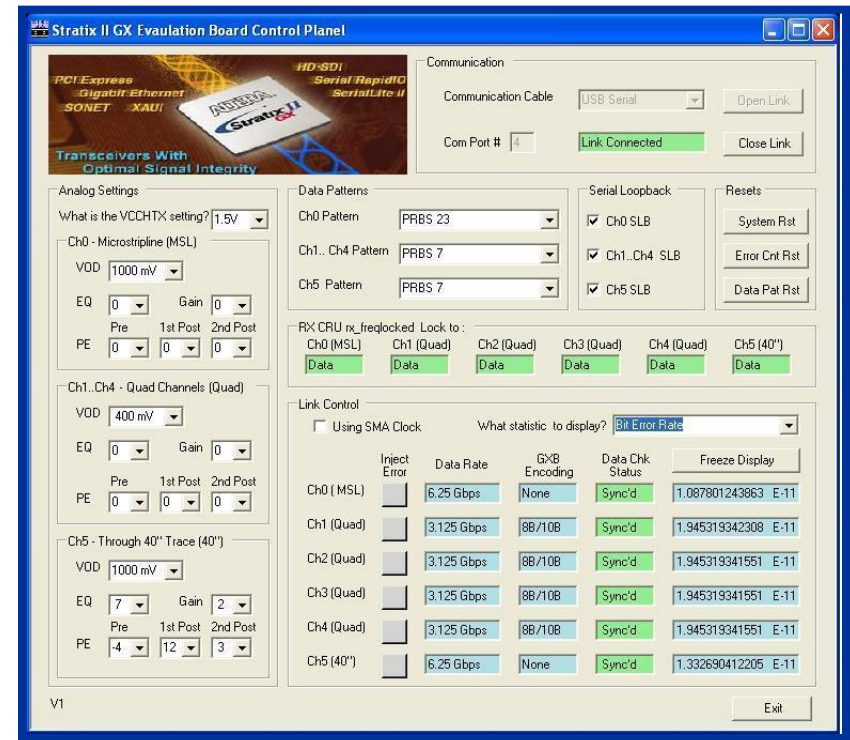 Stratix II GX Evaulation Board Control Planel
PCI Express
HD-SDI
Gigabit Ethernet
Serial RapidIO
SONET XAUI
SerialLite II
ALTERA
Stratix II
GX
Transceivers With
Optimal Signal Integrity
Communication
Communication Cable USB Serial Open Link
Com Port # 4 Link Connected Close Link
Analog Settings
What is the VCCHTX setting? 1.5V
Ch0 - Microstripline (MSL)
VOD 1000 mV
EQ 0 Gain 0
Pre 1st Post 2nd Post
PE 0 0 0
Ch1..Ch4 - Quad Channels (Quad)
VOD 400 mV
EQ 0 Gain 0
Pre 1st Post 2nd Post
PE 0 0 0
Ch5 - Through 40'' Trace (40'')
VOD 1000 mV
EQ 7 Gain 2
Pre 1st Post 2nd Post
PE -4 12 3
V1
Data Patterns
Ch0 Pattern PRBS 23
Ch1.. Ch4 Pattern PRBS 7
Ch5 Pattern PRBS 7
Serial Loopback
Ch0 SLB
Ch1..Ch4 SLB
Ch5 SLB
Resets
System Rst
Error Cnt Rst
Data Pat Rst
RX CRU rx_freqlocked Lock to :
Ch0 (MSL) Ch1 (Quad) Ch2 (Quad) Ch3 (Quad) Ch4 (Quad) Ch5 (40'')
Data Data Data Data Data Data
Link Control
Using SMA Clock What statistic to display? Bit Error Rate
Inject Error Data Rate GXB Encoding Data Chk Status Freeze Display
Ch0 ( MSL) 6.25 Gbps None Sync'd 1.087801243863 E-11
Ch1 (Quad) 3.125 Gbps 8B/10B Sync'd 1.945319342308 E-11
Ch2 (Quad) 3.125 Gbps 8B/10B Sync'd 1.945319341551 E-11
Ch3 (Quad) 3.125 Gbps 8B/10B Sync'd 1.945319341551 E-11
Ch4 (Quad) 3.125 Gbps 8B/10B Sync'd 1.945319341551 E-11
Ch5 (40'') 6.25 Gbps None Sync'd 1.332690412205 E-11
Exit